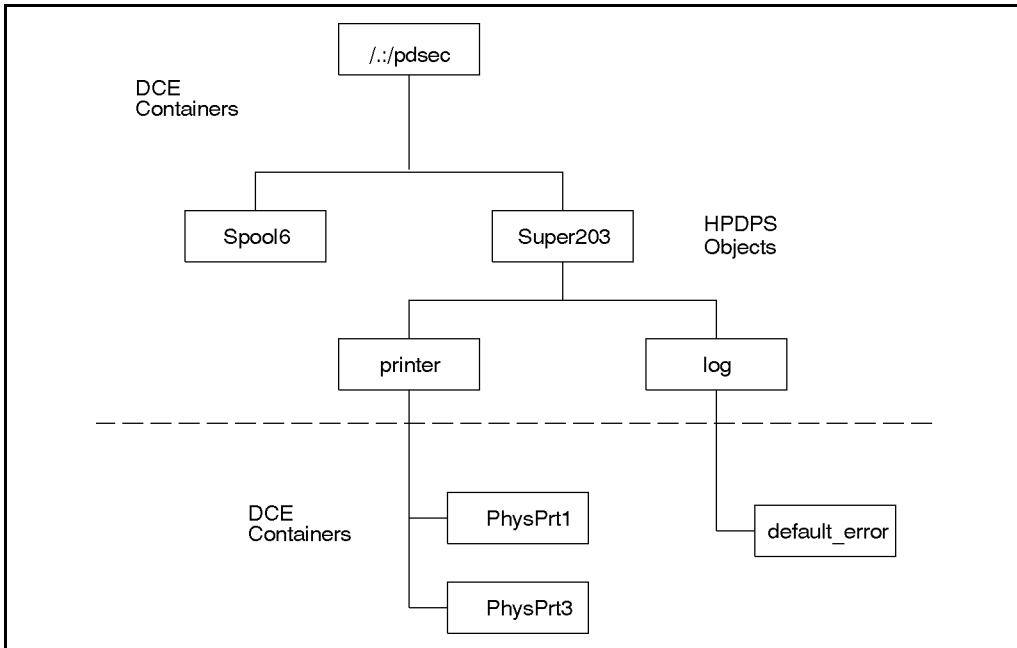 /.:/pdsec
DCE
Containers
Spool6
Super203
HPDPS
Objects
printer
log
DCE
Containers
PhysPrt1
default_error
PhysPrt3